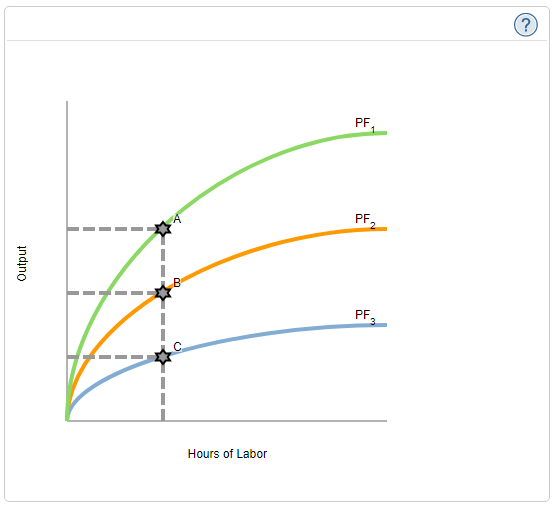 ?
PF1
A
PF2
B
PF3
C
Output
Hours of Labor